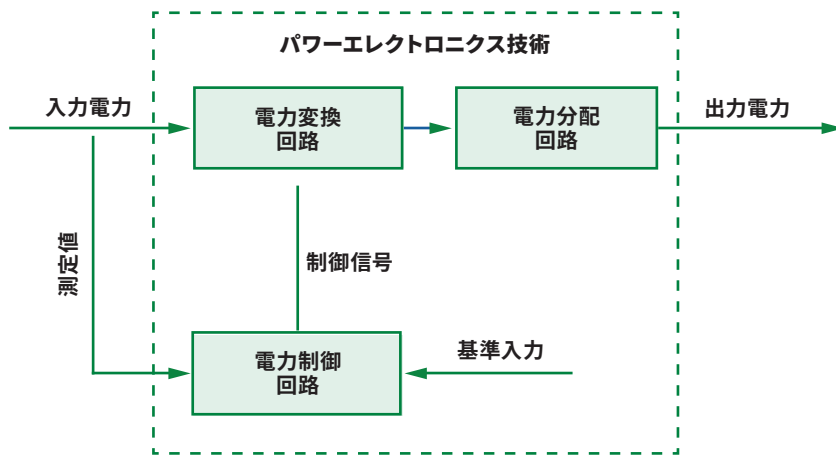 パワーエレクトロニクス技術
入力電力
電力変換
回路
電力分配
回路
出力電力
測定値
制御信号
電力制御
回路
基準入力